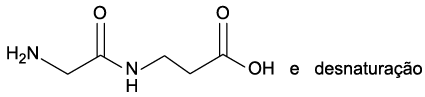 O O
H₂N N
H OH e desnaturação